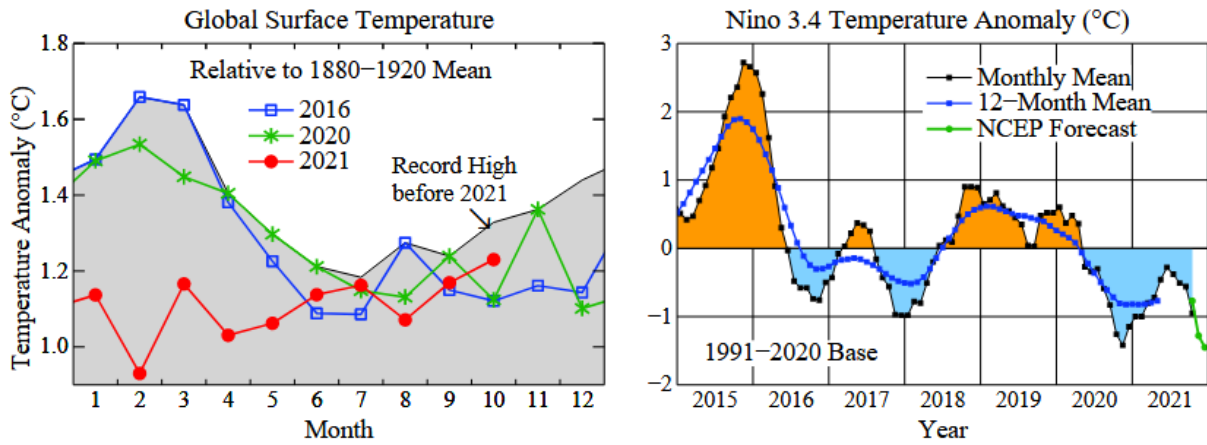 Global Surface Temperature
Temperature Anomaly (°C)
1.8
1.6
1.4
1.2
1.0
Relative to 1880−1920 Mean
2016
2020
2021
Record High
before 2021
1 2 3 4 5 6 7 8 9 10 11 12
Month
Nino 3.4 Temperature Anomaly (°C)
3
2
1
0
−1
−2
Monthly Mean
12−Month Mean
NCEP Forecast
1991−2020 Base
2015 2016 2017 2018 2019 2020 2021
Year